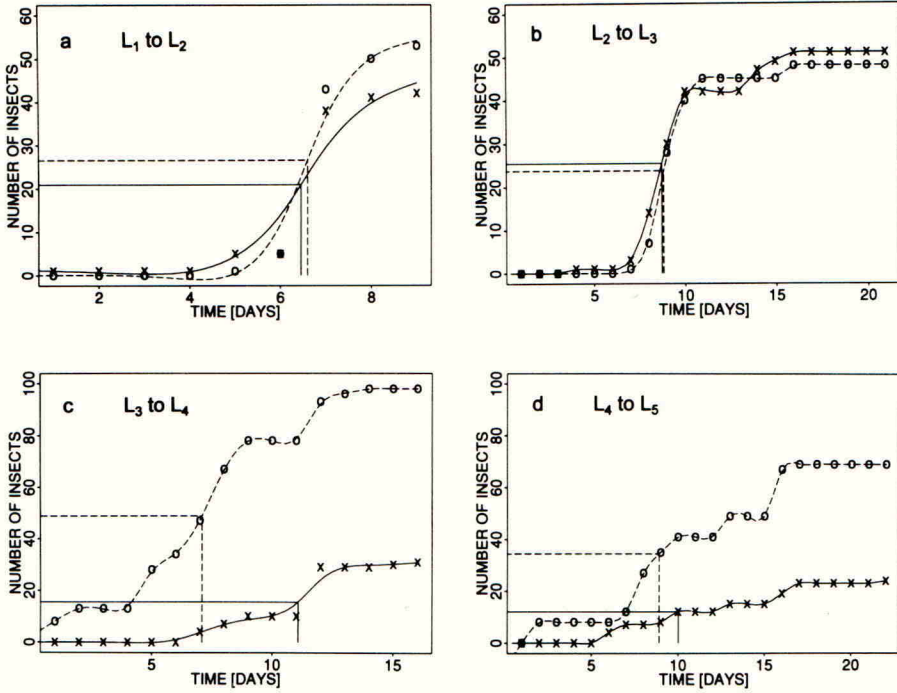 a L₁ to L₂
NUMBER OF INSECTS
0 10 20 30 40 50 60
2 4 6 8
TIME [DAYS]
b L₂ to L₃
NUMBER OF INSECTS
0 10 20 30 40 50 60
5 10 15 20
TIME [DAYS]
c L₃ to L₄
NUMBER OF INSECTS
0 20 40 60 80 100
5 10 15
TIME [DAYS]
d L₄ to L₅
NUMBER OF INSECTS
0 20 40 60 80 100
5 10 15 20
TIME [DAYS]